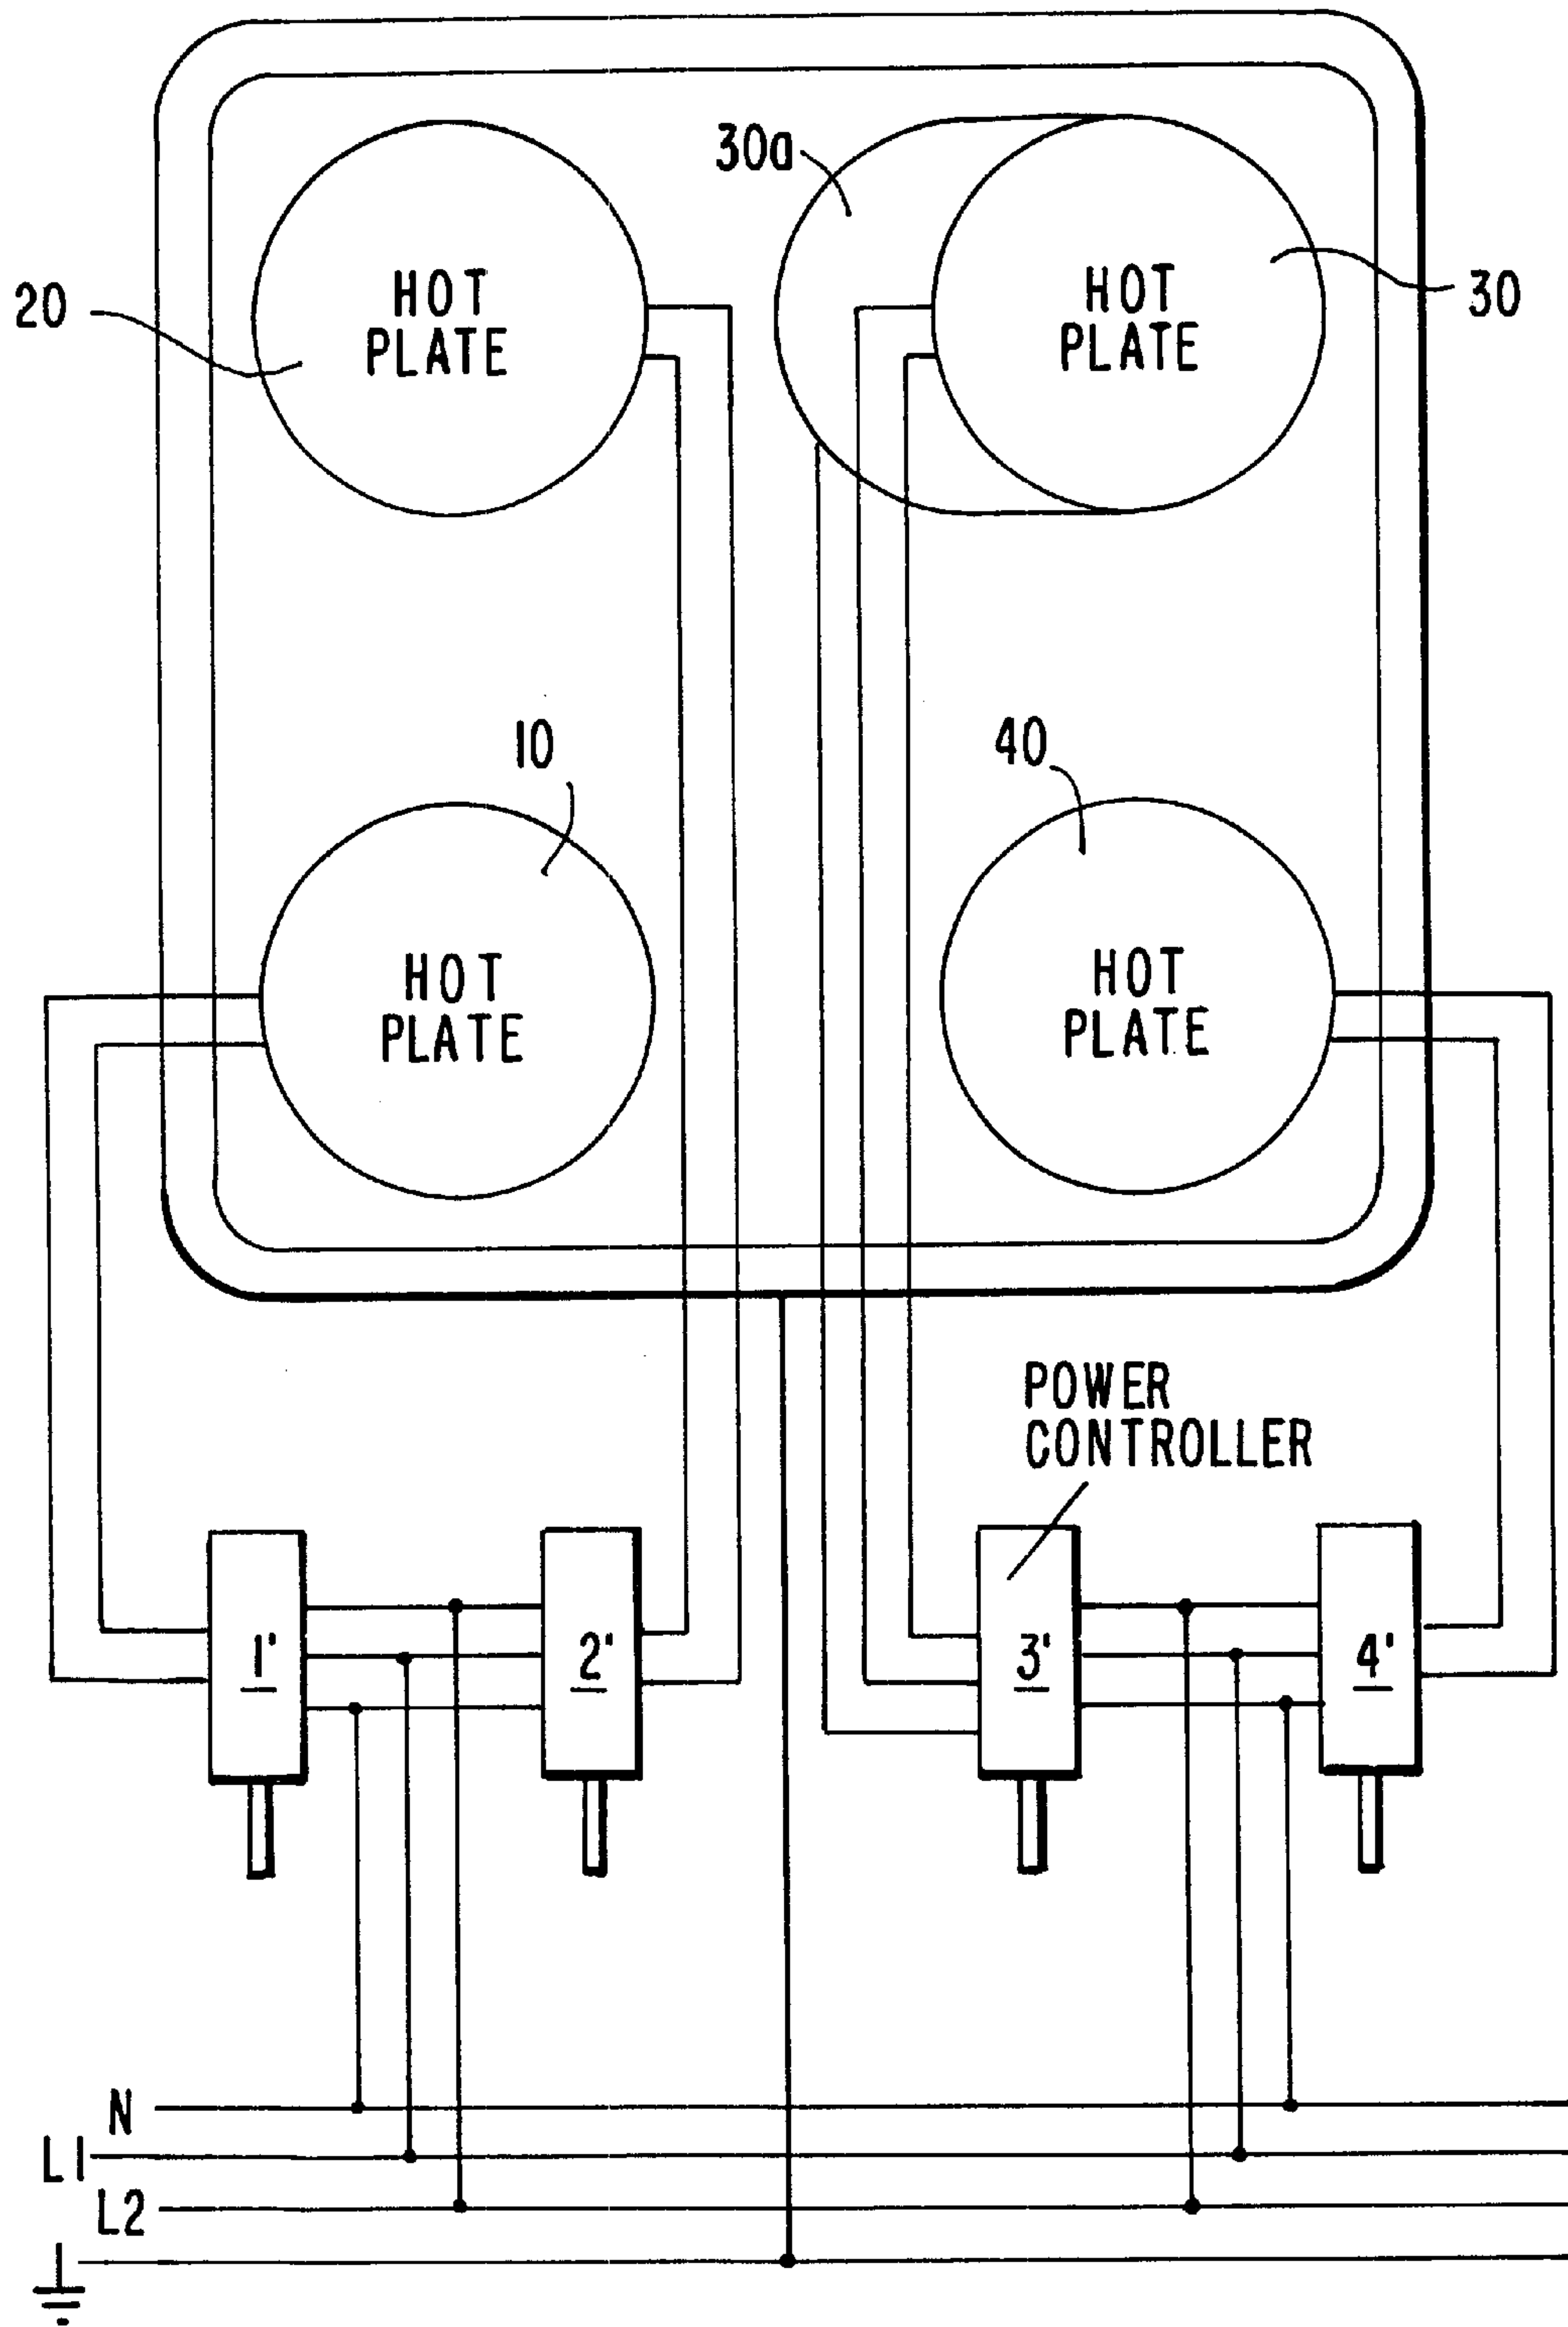 30a
HOT
PLATE
HOT
PLATE
20
30
10
40
HOT
PLATE
HOT
PLATE
POWER
CONTROLLER
1'
2'
3'
4'
N
L1
L2